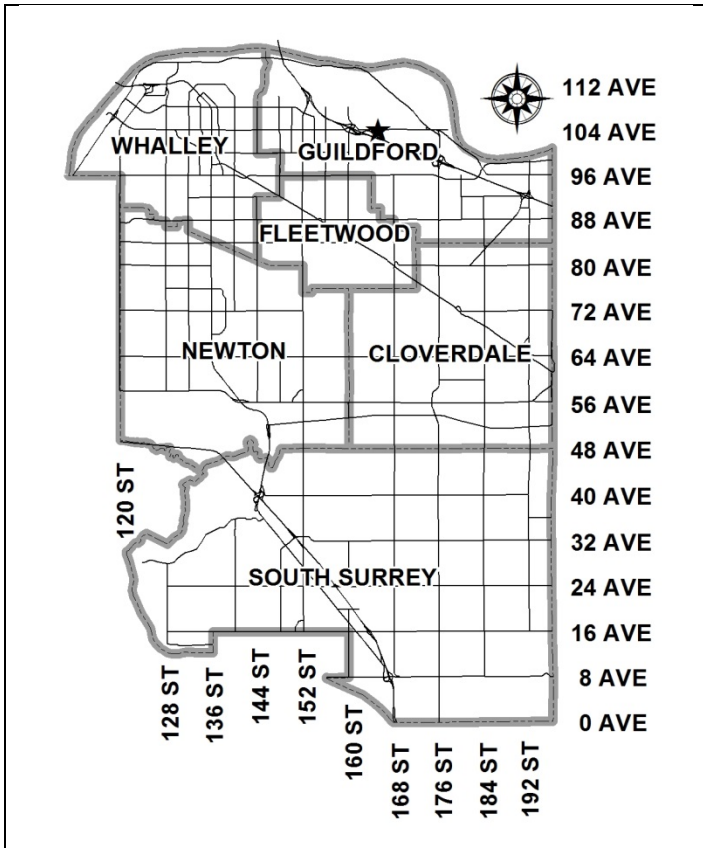 112 AVE
104 AVE
WHALLEY
GUILDFORD
96 AVE
88 AVE
FLEETWOOD
80 AVE
72 AVE
NEWTON
CLOVERDALE
64 AVE
56 AVE
48 AVE
120 ST
40 AVE
32 AVE
SOUTH SURREY
24 AVE
16 AVE
128 ST
136 ST
144 ST
152 ST
160 ST
8 AVE
0 AVE
168 ST
176 ST
184 ST
192 ST